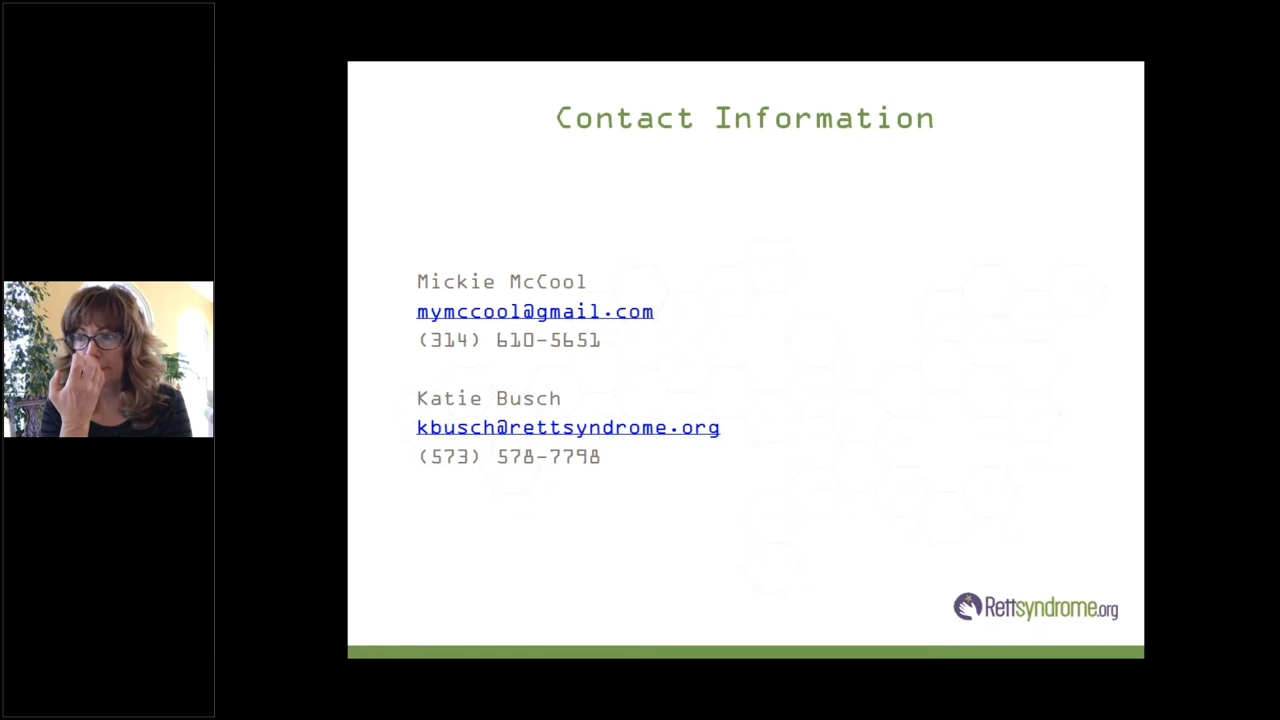 Contact Information
Mickie McCool
mymccool@gmail.com
(314) 610-5651
Katie Busch
kbusch@rettsyndrome.org
(573) 578-7798
Rettsyndrome.org